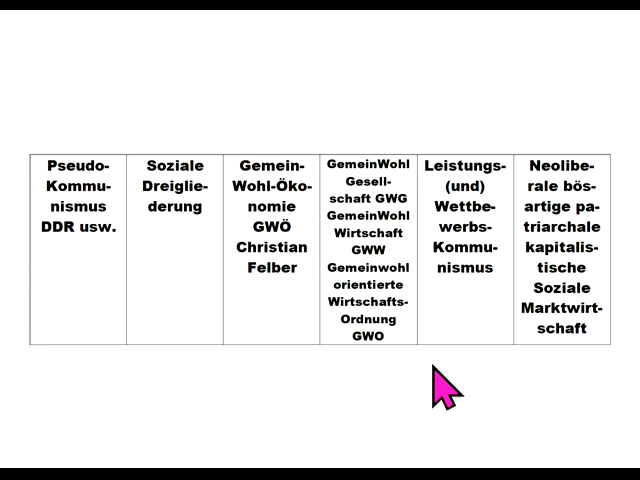 Pseudo-
Kommu-
nismus
DDR usw.
Soziale
Dreiglie-
derung
Gemein-
Wohl-Öko-
nomie
GWÖ
Christian
Felber
GemeinWohl
Gesell-
schaft GWG
GemeinWohl
Wirtschaft
GWW
Gemeinwohl
orientierte
Wirtschafts-
Ordnung
GWO
Leistungs-
(und)
Wettbe-
werbs-
Kommu-
nismus
Neolibe-
rale bös-
artige pa-
triarchale
kapitalis-
tische
Soziale
Marktwirt-
schaft